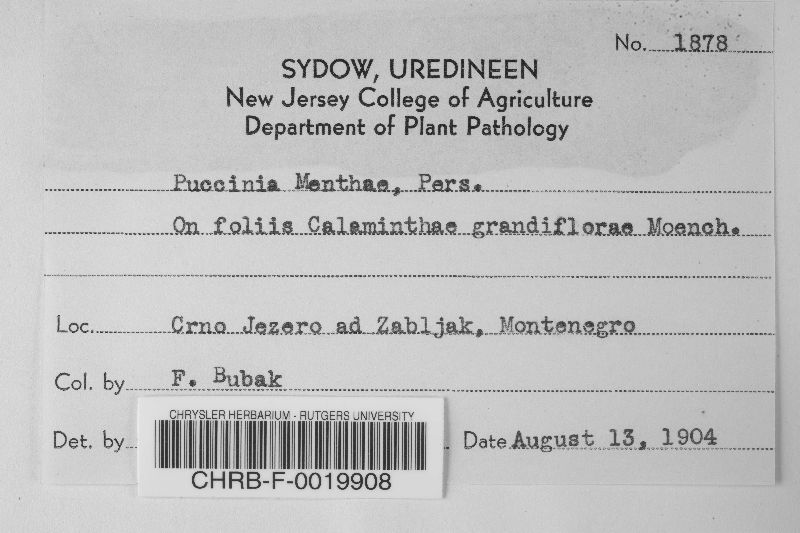 No. 1878
SYDOW, UREDINEEN
New Jersey College of Agriculture
Department of Plant Pathology
Puccinia Menthae, Pers.
On foliis Calaminthae grandiflorae Moench.
Loc. Crno Jezero ad Zabljak, Montenegro
Col. by F. Bubak
Det. by
Date August 13, 1904
CHRYSLER HERBARIUM - RUTGERS UNIVERSITY
CHRB-F-0019908